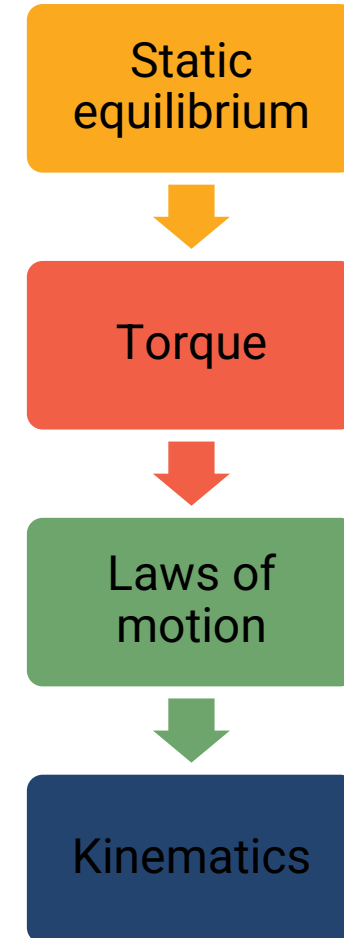 Static
equilibrium
Torque
Laws of
motion
Kinematics